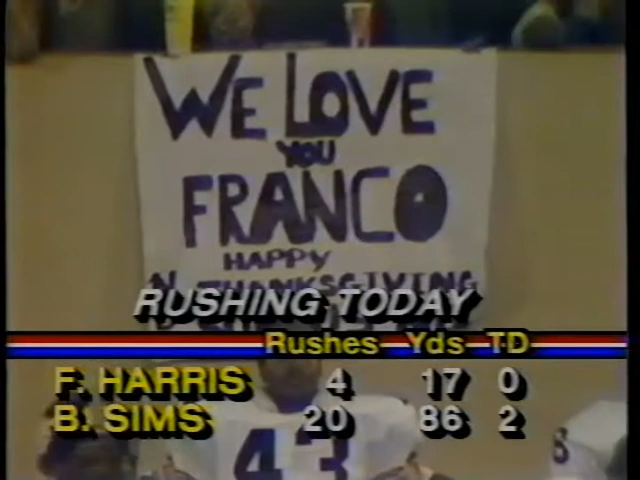 WE LOVE
YOU
FRANCO
HAPPY
THANKSGIVING
RUSHING TODAY
Rushes Yds TD
F. HARRIS 4 17 0
B. SIMS 20 86 2
43